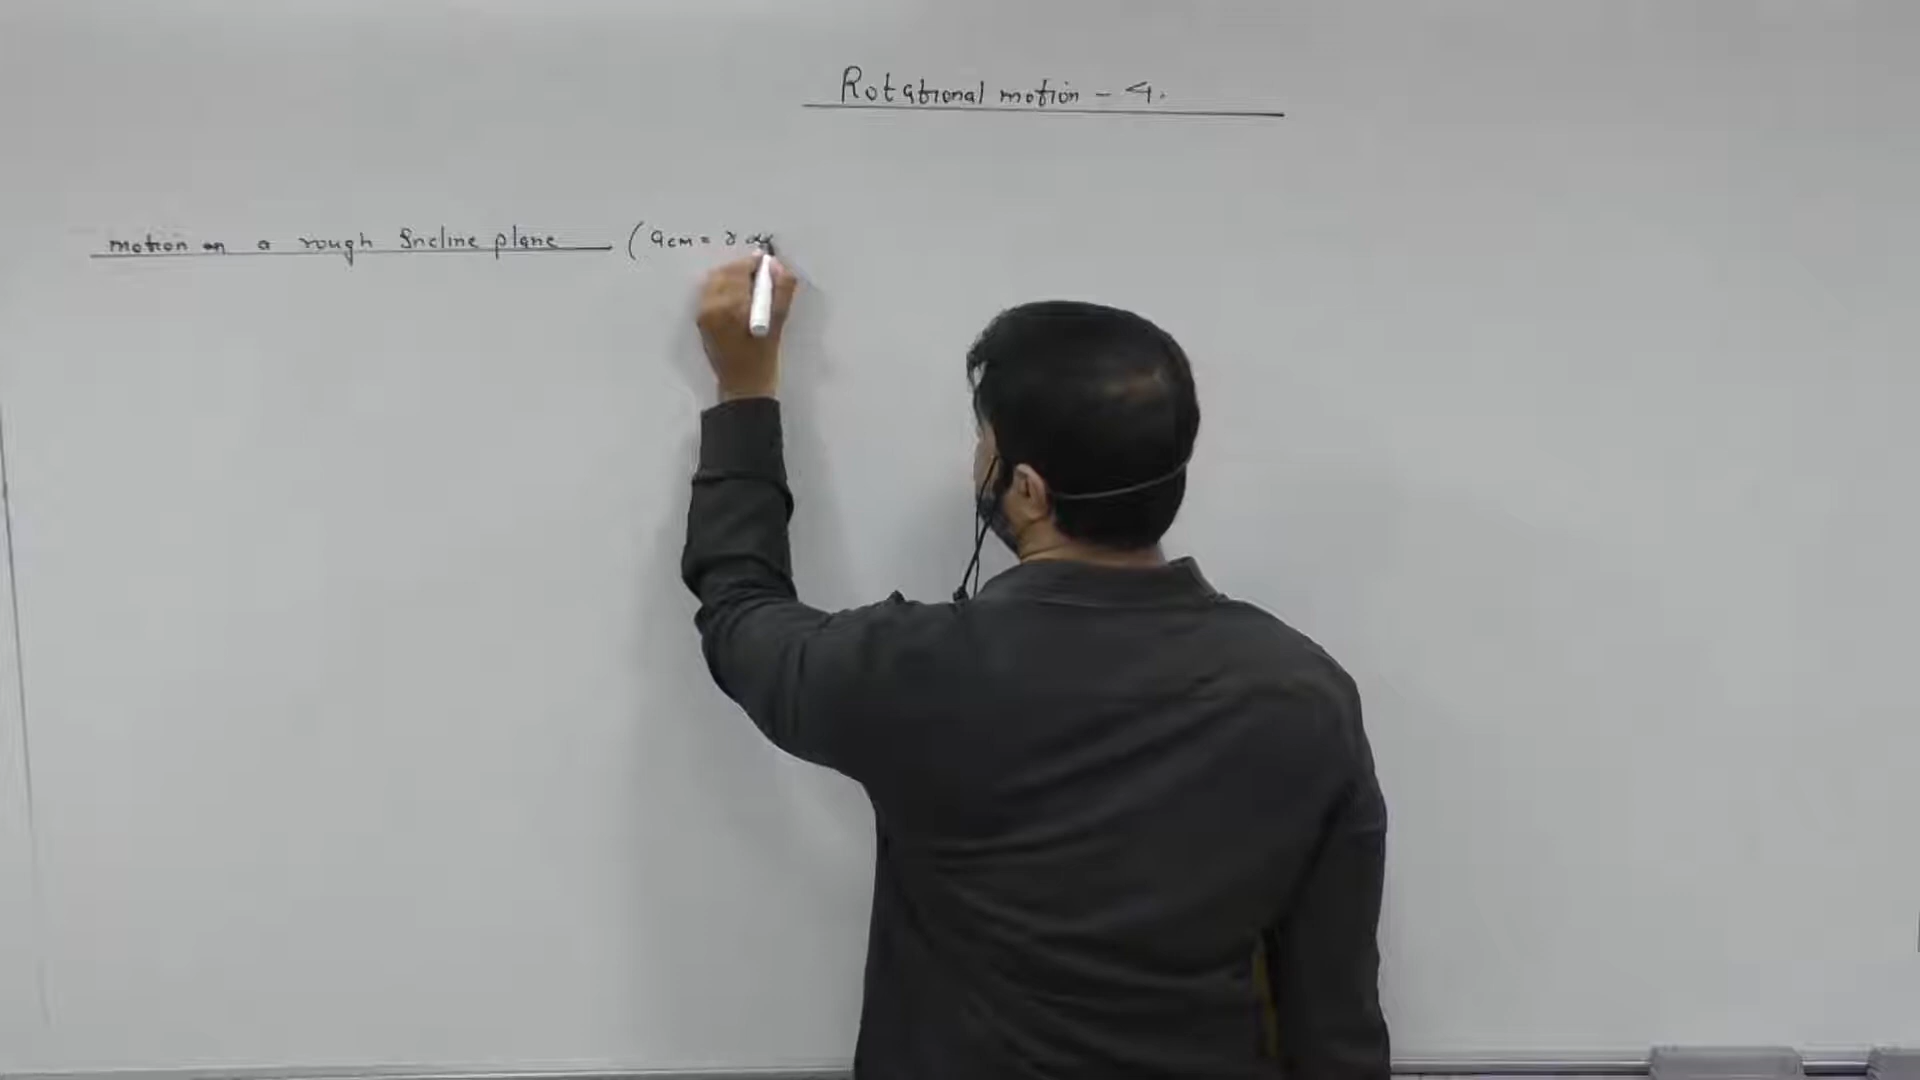 Rotational motion - 4.
motion on a rough Incline plane (acm = r α